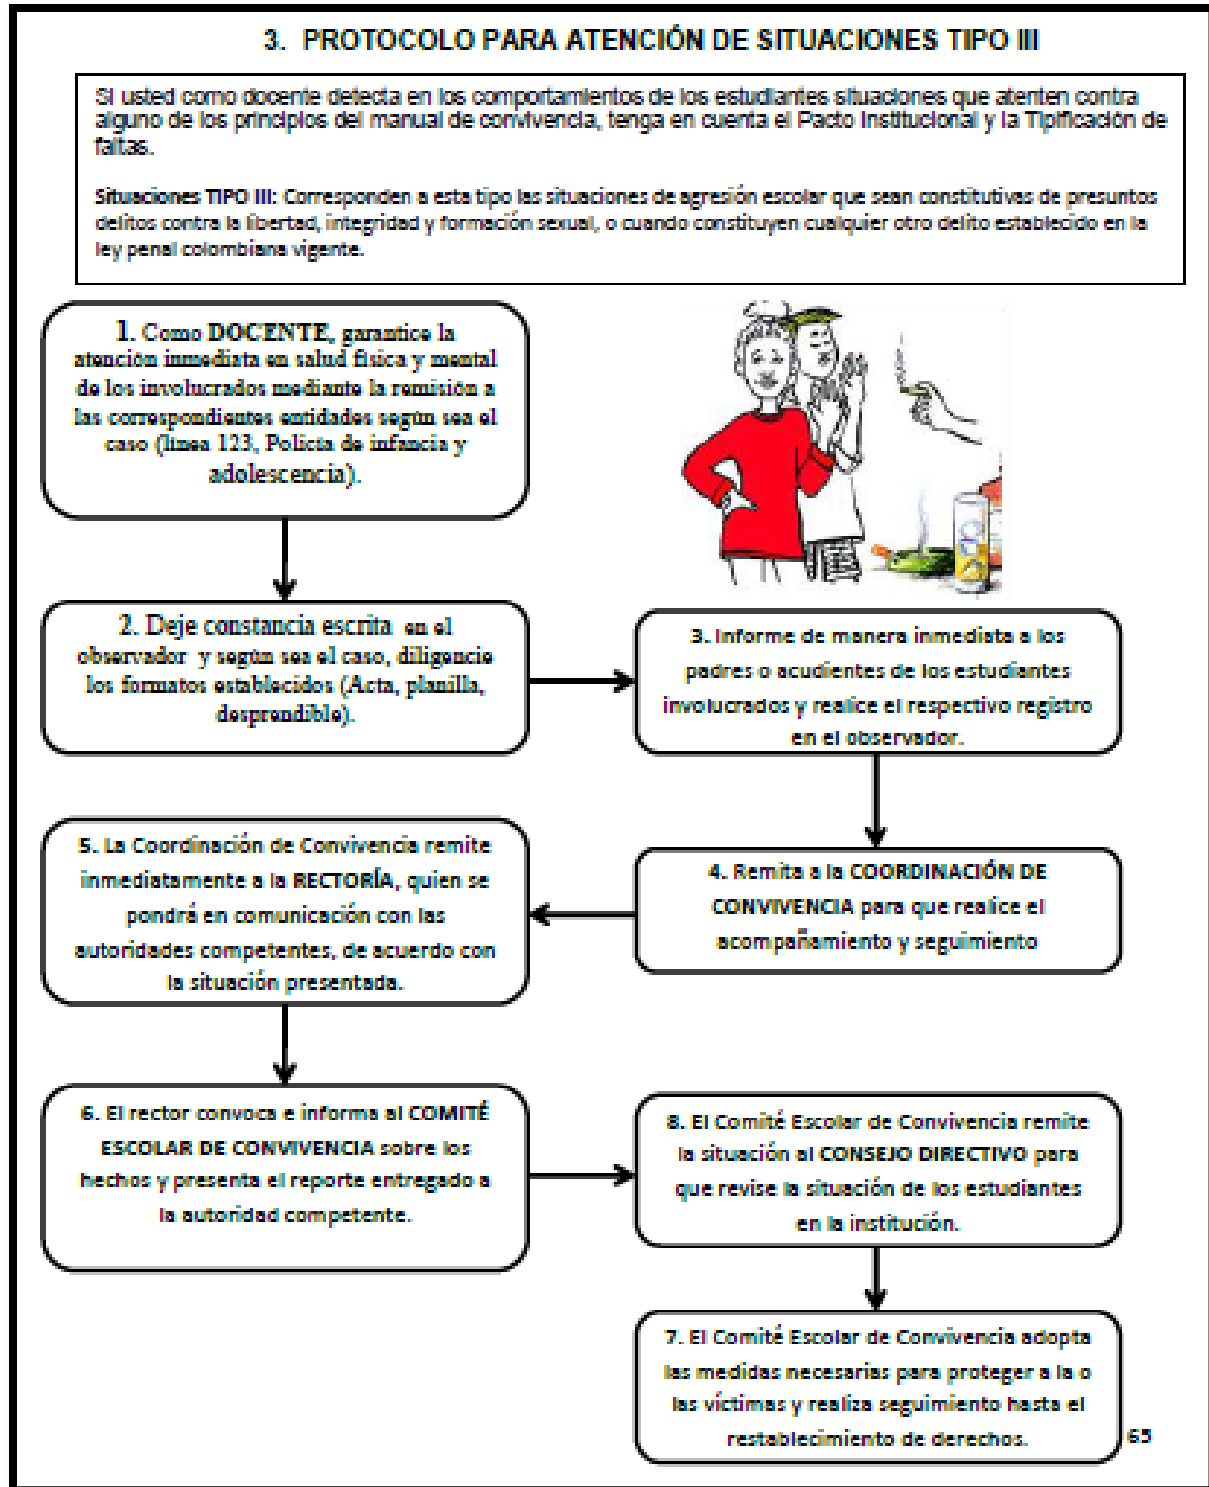 3. PROTOCOLO PARA ATENCIÓN DE SITUACIONES TIPO III
Si usted como docente detecta en los comportamientos de los estudiantes situaciones que atenten contra
alguno de los principios del manual de convivencia, tenga en cuenta el Pacto Institucional y la Tipificación de
faltas.
Situaciones TIPO III: Corresponden a esta tipo las situaciones de agresión escolar que sean constitutivas de presuntos
delitos contra la libertad, integridad y formación sexual, o cuando constituyen cualquier otro delito establecido en la
ley penal colombiana vigente.
1. Como DOCENTE, garantice la
atención inmediata en salud física y mental
de los involucrados mediante la remisión a
las correspondientes entidades según sea el
caso (línea 123, Policía de infancia y
adolescencia).
2. Deje constancia escrita en el
observador y según sea el caso, diligencie
los formatos establecidos (Acta, planilla,
desprendible).
3. Informe de manera inmediata a los
padres o acudientes de los estudiantes
involucrados y realice el respectivo registro
en el observador.
4. Remita a la COORDINACIÓN DE
CONVIVENCIA para que realice el
acompañamiento y seguimiento
5. La Coordinación de Convivencia remite
inmediatamente a la RECTORÍA, quien se
pondrá en comunicación con las
autoridades competentes, de acuerdo con
la situación presentada.
6. El rector convoca e informa al COMITÉ
ESCOLAR DE CONVIVENCIA sobre los
hechos y presenta el reporte entregado a
la autoridad competente.
8. El Comité Escolar de Convivencia remite
la situación al CONSEJO DIRECTIVO para
que revise la situación de los estudiantes
en la institución.
7. El Comité Escolar de Convivencia adopta
las medidas necesarias para proteger a la o
las víctimas y realiza seguimiento hasta el
restablecimiento de derechos.
65